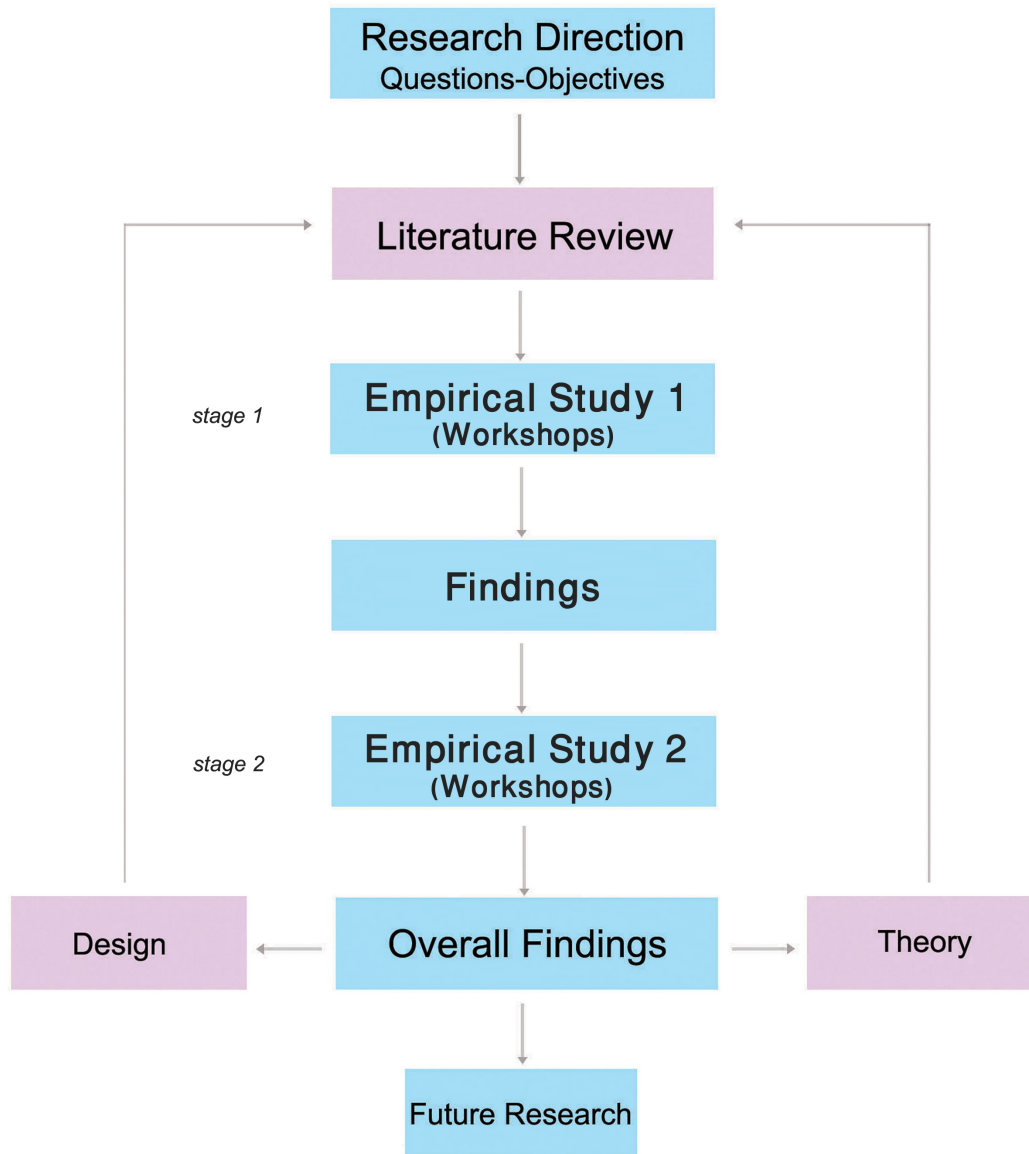 Research Direction
Questions-Objectives
Literature Review
stage 1
Empirical Study 1
(Workshops)
Findings
stage 2
Empirical Study 2
(Workshops)
Design
Overall Findings
Theory
Future Research